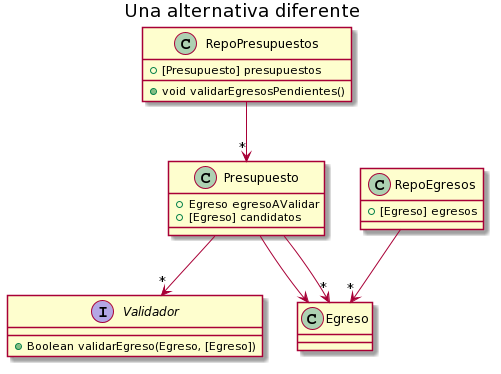 Una alternativa diferente
C RepoPresupuestos
[Presupuesto] presupuestos
void validarEgresosPendientes()
*
C Presupuesto
Egreso egresoAValidar
[Egreso] candidatos
C RepoEgresos
[Egreso] egresos
*
*
*
I Validador
Boolean validarEgreso(Egreso, [Egreso])
C Egreso